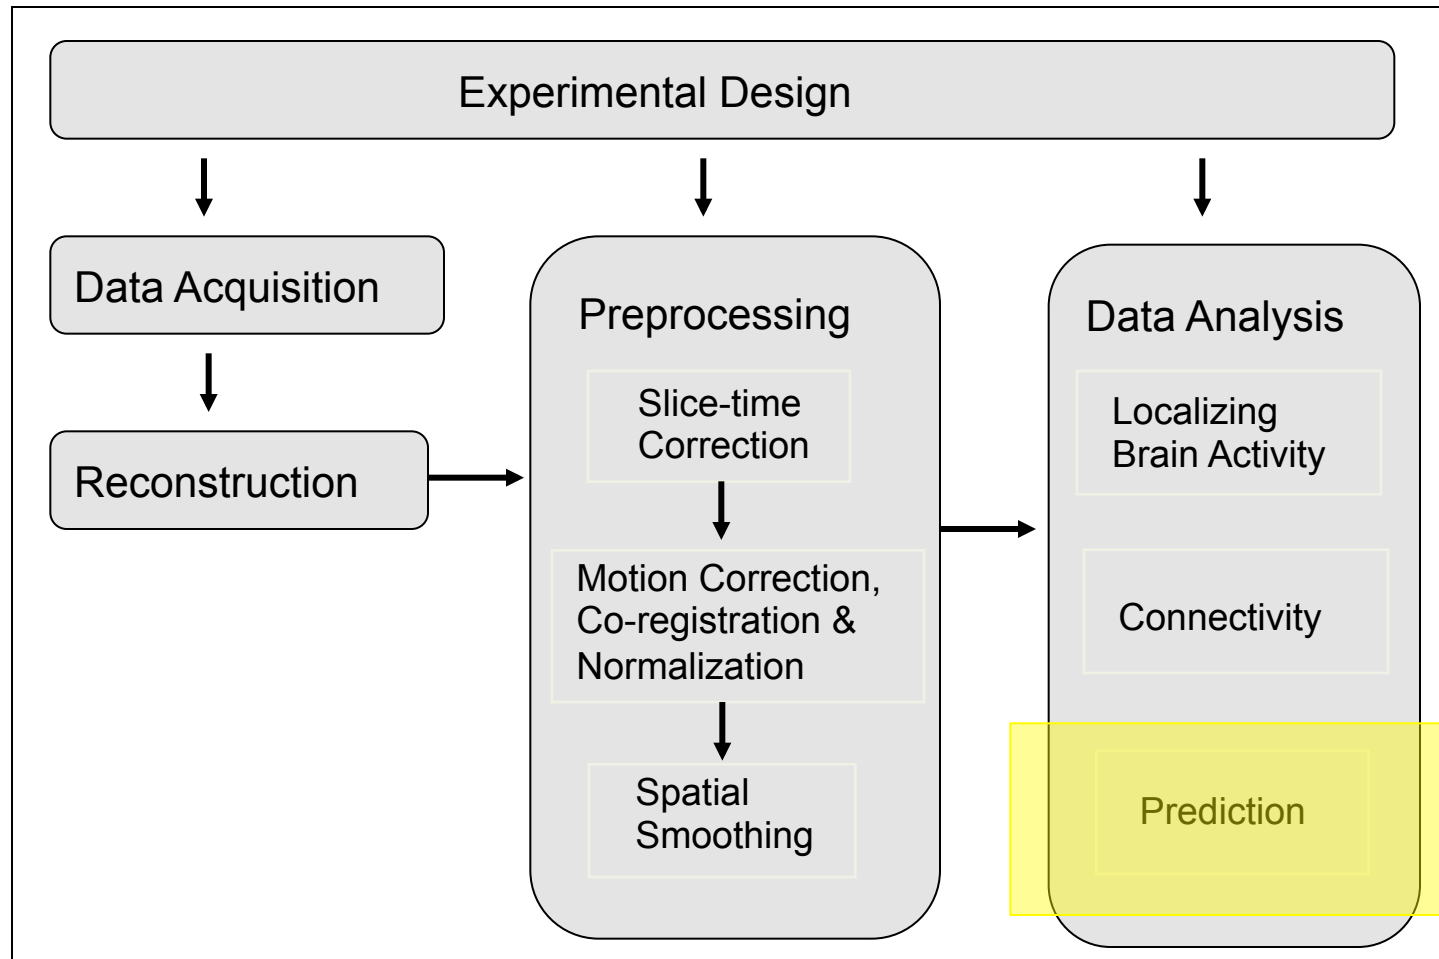 Experimental Design
Data Acquisition
Reconstruction
Preprocessing
Slice-time
Correction
Motion Correction,
Co-registration &
Normalization
Spatial
Smoothing
Data Analysis
Localizing
Brain Activity
Connectivity
Prediction